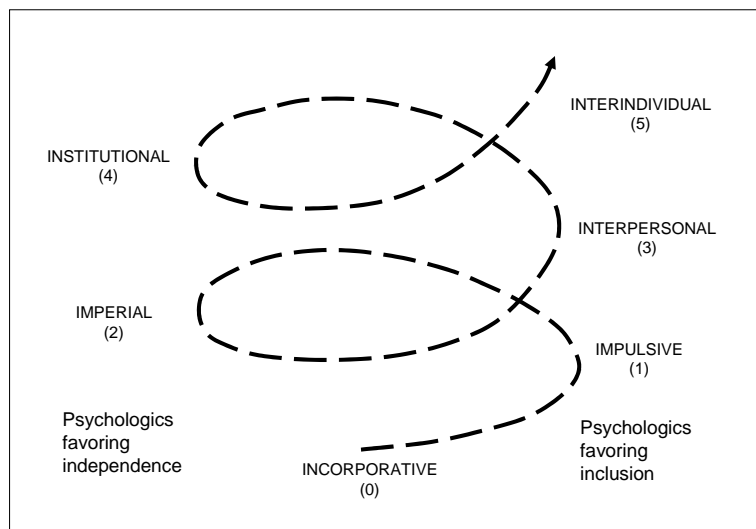 INTERINDIVIDUAL
(5)
INSTITUTIONAL
(4)
INTERPERSONAL
(3)
IMPERIAL
(2)
IMPULSIVE
(1)
Psychologics
favoring
independence
Psychologics
favoring
inclusion
INCORPORATIVE
(0)